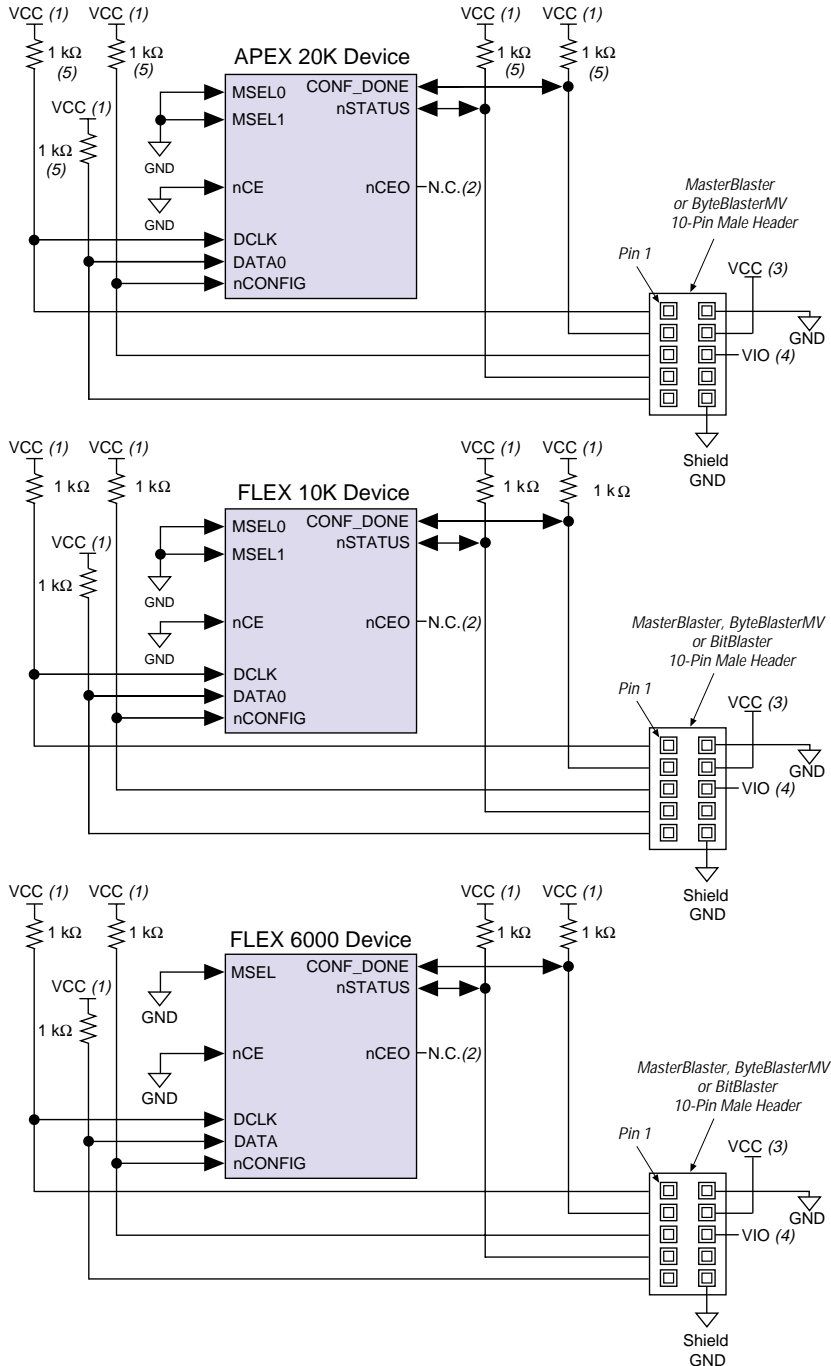 VCC (1)
VCC (1)
VCC (1)
VCC (1)
1 kΩ
(5)
1 kΩ
(5)
1 kΩ
(5)
1 kΩ
(5)
VCC (1)
1 kΩ
(5)
APEX 20K Device
MSEL0
MSEL1
nCE
DCLK
DATA0
nCONFIG
CONF_DONE
nSTATUS
nCEO
N.C.(2)
GND
GND
MasterBlaster
or ByteBlasterMV
10-Pin Male Header
Pin 1
VCC (3)
GND
VIO (4)
Shield
GND
VCC (1)
VCC (1)
VCC (1)
VCC (1)
1 kΩ
1 kΩ
1 kΩ
1 kΩ
VCC (1)
1 kΩ
FLEX 10K Device
MSEL0
MSEL1
nCE
DCLK
DATA0
nCONFIG
CONF_DONE
nSTATUS
nCEO
N.C.(2)
GND
GND
MasterBlaster, ByteBlasterMV
or BitBlaster
10-Pin Male Header
Pin 1
VCC (3)
GND
VIO (4)
Shield
GND
VCC (1)
VCC (1)
VCC (1)
VCC (1)
1 kΩ
1 kΩ
1 kΩ
1 kΩ
VCC (1)
1 kΩ
FLEX 6000 Device
MSEL
nCE
DCLK
DATA
nCONFIG
CONF_DONE
nSTATUS
nCEO
N.C.(2)
GND
GND
MasterBlaster, ByteBlasterMV
or BitBlaster
10-Pin Male Header
Pin 1
VCC (3)
GND
VIO (4)
Shield
GND